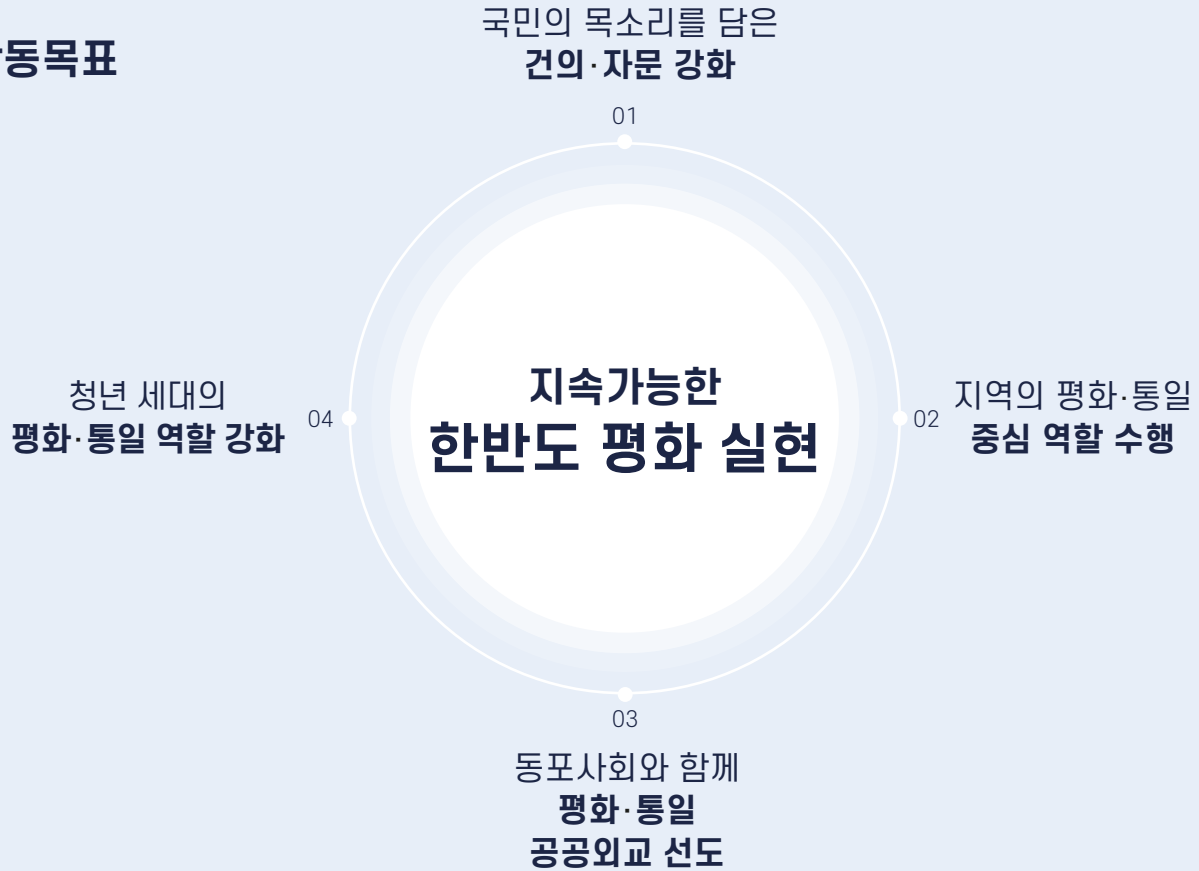 동목표
국민의 목소리를 담은
건의·자문 강화
01
지속가능한
한반도 평화 실현
02
지역의 평화·통일
중심 역할 수행
03
동포사회와 함께
평화·통일
공공외교 선도
04
청년 세대의
평화·통일 역할 강화